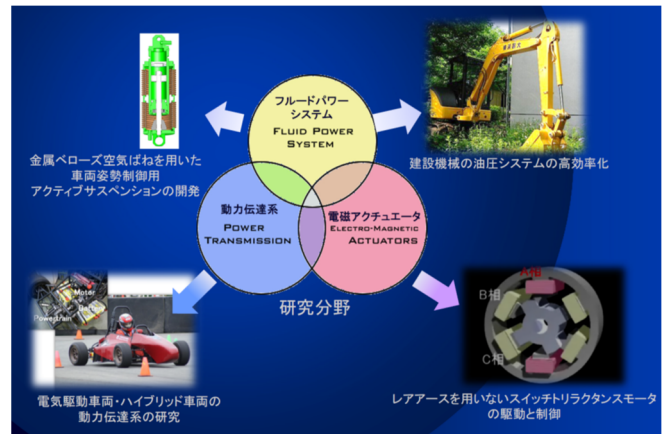 フルードパワー
システム
FLUID POWER
SYSTEM
金属ベローズ空気ばねを用いた
車両姿勢制御用
アクティブサスペンションの開発
建設機械の油圧システムの高効率化
動力伝達系
POWER
TRANSMISSION
電磁アクチュエータ
ELECTRO-MAGNETIC
ACTUATORS
研究分野
Motor
Battery
Powertrain
A相
B相
C相
電気駆動車両・ハイブリッド車両の
動力伝達系の研究
レアアースを用いないスイッチトリラクタンスモータ
の駆動と制御